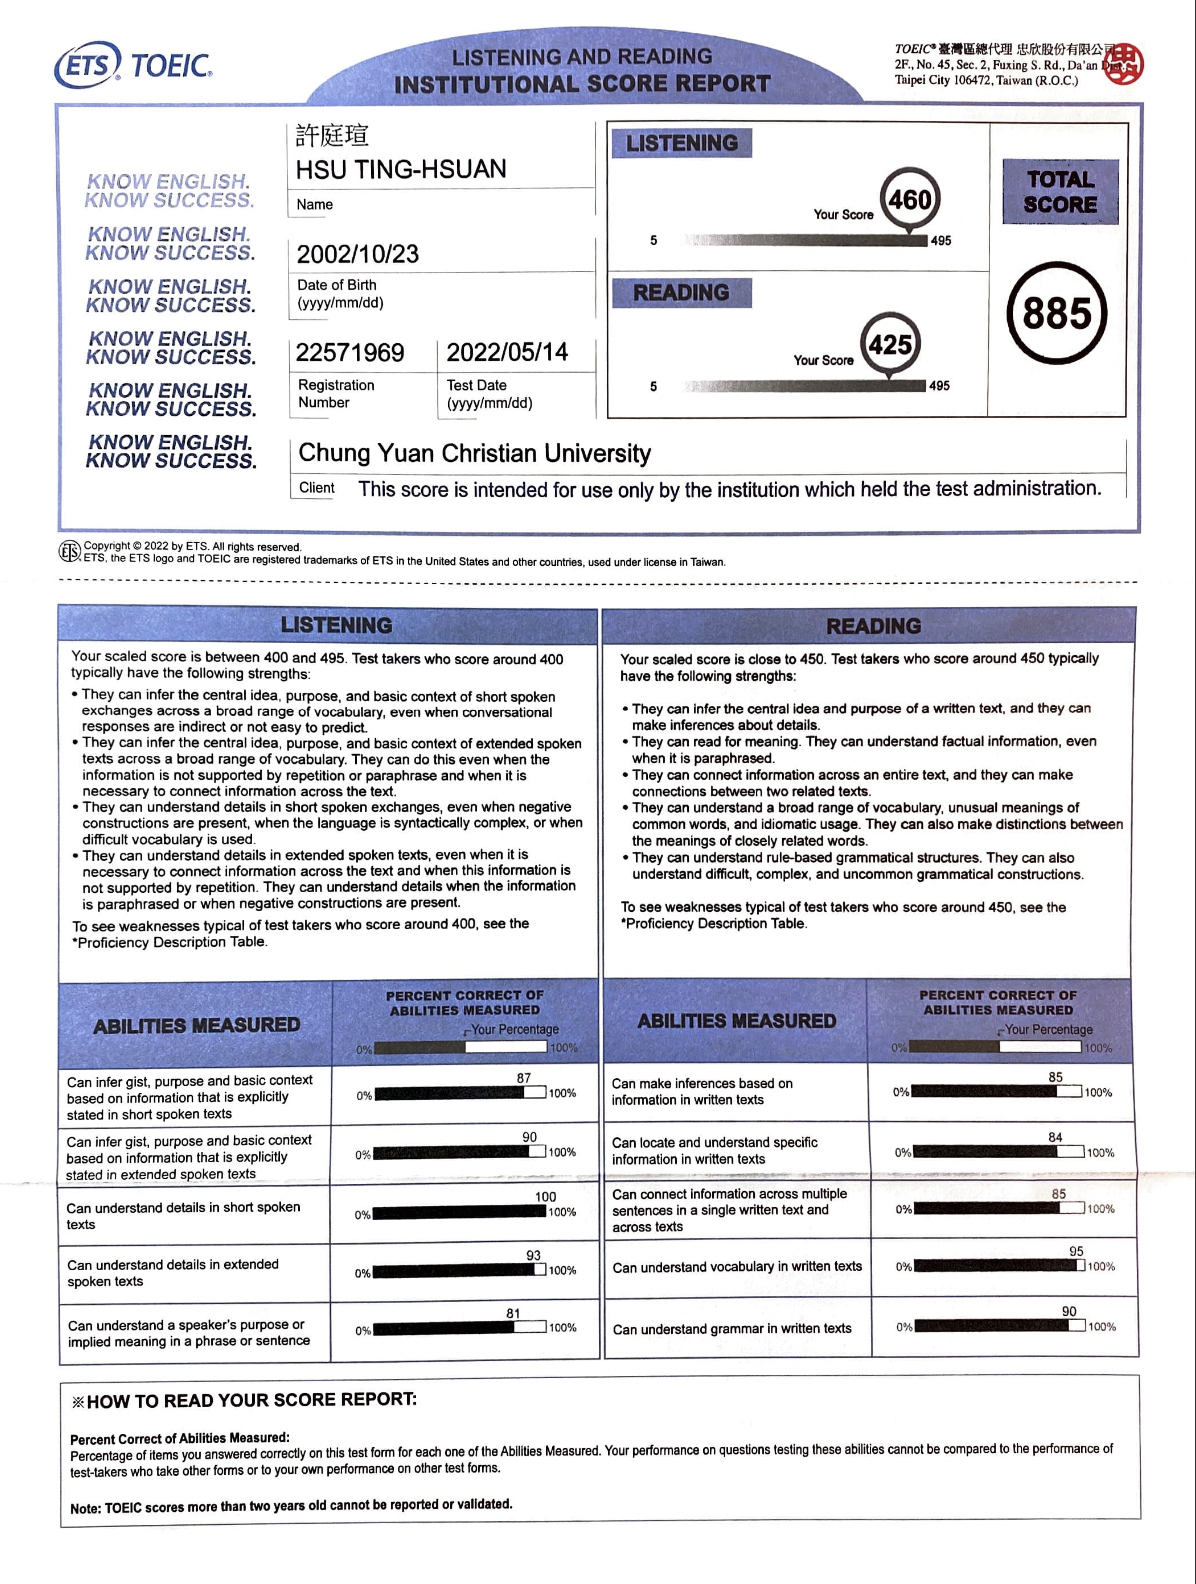 ETS TOEIC
LISTENING AND READING
INSTITUTIONAL SCORE REPORT
TOEIC® 臺灣區總代理 忠欣股份有限公司
2F., No. 45, Sec. 2, Fuxing S. Rd., Da'an Dist.,
Taipei City 106472, Taiwan (R.O.C.)
KNOW ENGLISH.
KNOW SUCCESS.
KNOW ENGLISH.
KNOW SUCCESS.
KNOW ENGLISH.
KNOW SUCCESS.
KNOW ENGLISH.
KNOW SUCCESS.
KNOW ENGLISH.
KNOW SUCCESS.
KNOW ENGLISH.
KNOW SUCCESS.
許庭瑄
HSU TING-HSUAN
Name
2002/10/23
Date of Birth
(yyyy/mm/dd)
22571969
Registration
Number
2022/05/14
Test Date
(yyyy/mm/dd)
LISTENING
Your Score 460
5 495
READING
Your Score 425
5 495
TOTAL
SCORE
885
Chung Yuan Christian University
Client This score is intended for use only by the institution which held the test administration.
ETS Copyright © 2022 by ETS. All rights reserved.
ETS, the ETS logo and TOEIC are registered trademarks of ETS in the United States and other countries, used under license in Taiwan.
LISTENING
Your scaled score is between 400 and 495. Test takers who score around 400
typically have the following strengths:
• They can infer the central idea, purpose, and basic context of short spoken
exchanges across a broad range of vocabulary, even when conversational
responses are indirect or not easy to predict.
• They can infer the central idea, purpose, and basic context of extended spoken
texts across a broad range of vocabulary. They can do this even when the
information is not supported by repetition or paraphrase and when it is
necessary to connect information across the text.
• They can understand details in short spoken exchanges, even when negative
constructions are present, when the language is syntactically complex, or when
difficult vocabulary is used.
• They can understand details in extended spoken texts, even when it is
necessary to connect information across the text and when this information is
not supported by repetition. They can understand details when the information
is paraphrased or when negative constructions are present.
To see weaknesses typical of test takers who score around 400, see the
*Proficiency Description Table.
READING
Your scaled score is close to 450. Test takers who score around 450 typically
have the following strengths:
• They can infer the central idea and purpose of a written text, and they can
make inferences about details.
• They can read for meaning. They can understand factual information, even
when it is paraphrased.
• They can connect information across an entire text, and they can make
connections between two related texts.
• They can understand a broad range of vocabulary, unusual meanings of
common words, and idiomatic usage. They can also make distinctions between
the meanings of closely related words.
• They can understand rule-based grammatical structures. They can also
understand difficult, complex, and uncommon grammatical constructions.
To see weaknesses typical of test takers who score around 450, see the
*Proficiency Description Table.
ABILITIES MEASURED
PERCENT CORRECT OF
ABILITIES MEASURED
Your Percentage
0% 100%
Can infer gist, purpose and basic context
based on information that is explicitly
stated in short spoken texts
87
0% 100%
Can infer gist, purpose and basic context
based on information that is explicitly
stated in extended spoken texts
90
0% 100%
Can understand details in short spoken
texts
100
0% 100%
Can understand details in extended
spoken texts
93
0% 100%
Can understand a speaker's purpose or
implied meaning in a phrase or sentence
81
0% 100%
ABILITIES MEASURED
PERCENT CORRECT OF
ABILITIES MEASURED
Your Percentage
0% 100%
Can make inferences based on
information in written texts
85
0% 100%
Can locate and understand specific
information in written texts
84
0% 100%
Can connect information across multiple
sentences in a single written text and
across texts
85
0% 100%
Can understand vocabulary in written texts
95
0% 100%
Can understand grammar in written texts
90
0% 100%
※HOW TO READ YOUR SCORE REPORT:
Percent Correct of Abilities Measured:
Percentage of items you answered correctly on this test form for each one of the Abilities Measured. Your performance on questions testing these abilities cannot be compared to the performance of
test-takers who take other forms or to your own performance on other test forms.
Note: TOEIC scores more than two years old cannot be reported or validated.